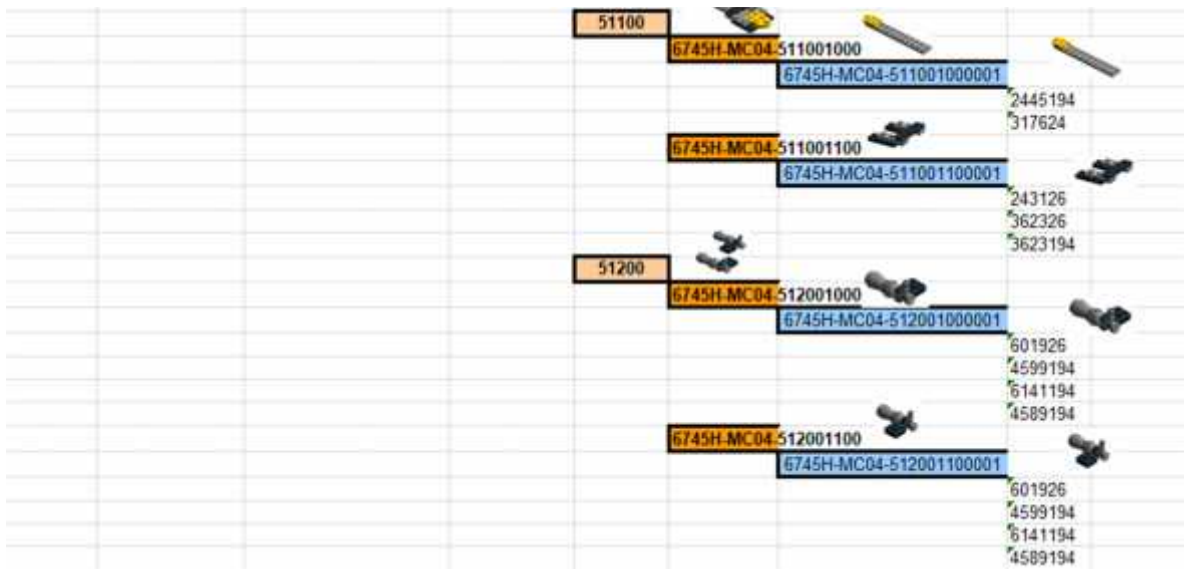 51100
6745H-MC04-511001000
6745H-MC04-511001000001
2445194
317624
6745H-MC04-511001100
6745H-MC04-511001100001
243126
362326
3623194
51200
6745H-MC04-512001000
6745H-MC04-512001000001
601926
4599194
6141194
4589194
6745H-MC04-512001100
6745H-MC04-512001100001
601926
4599194
6141194
4589194